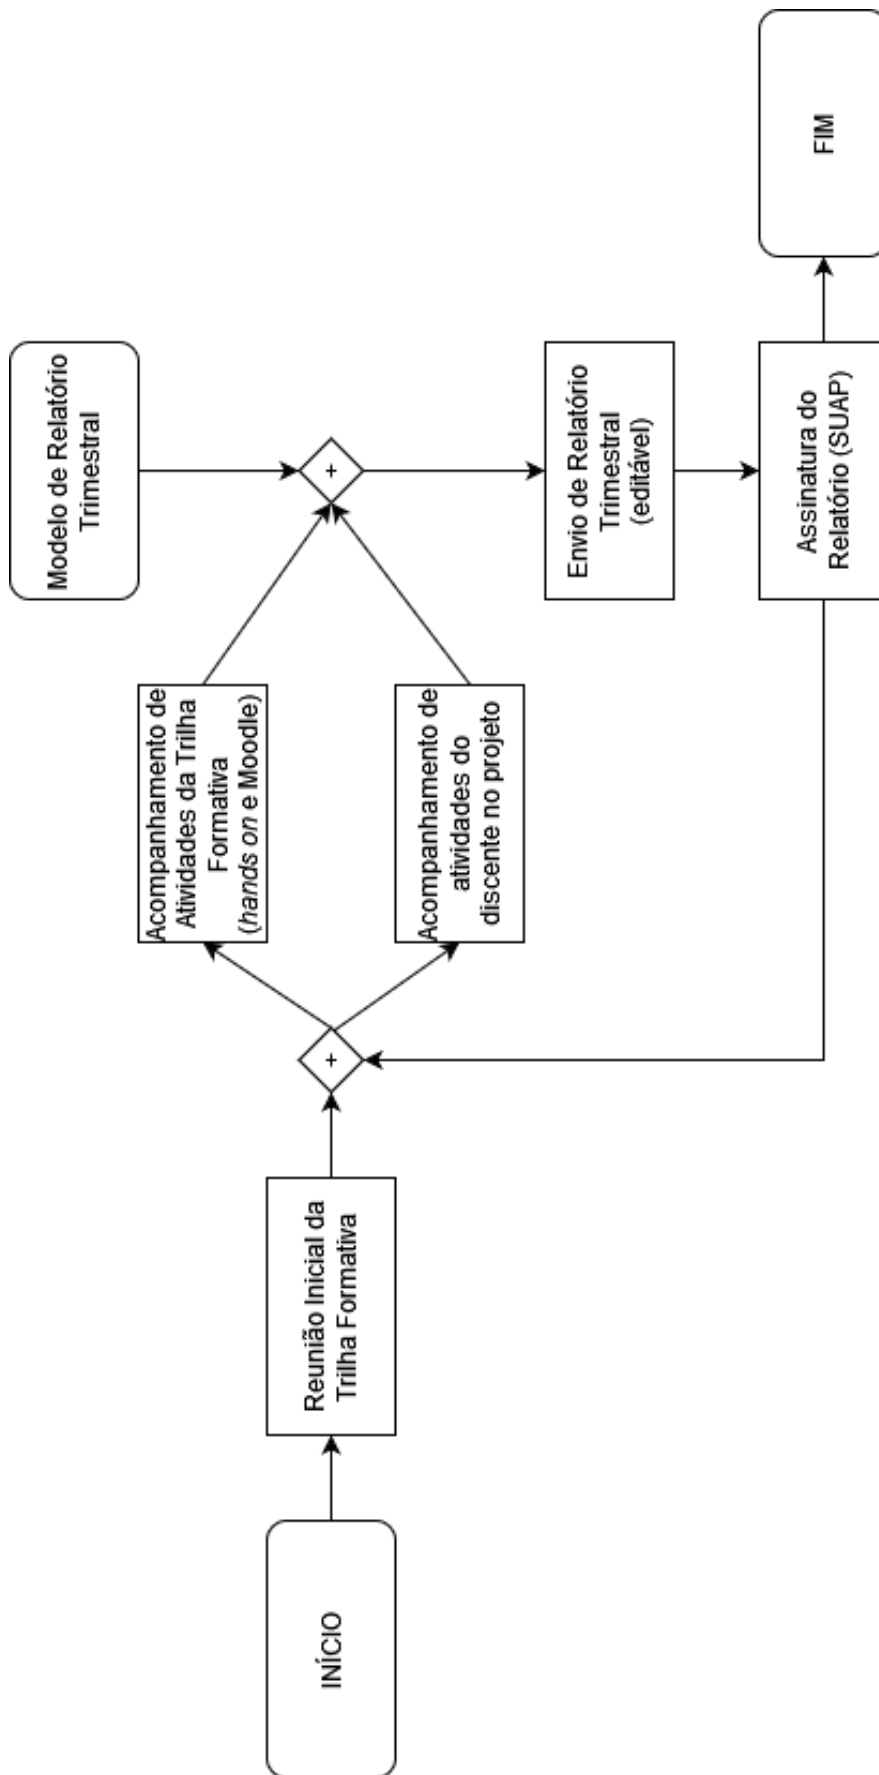 INÍCIO
Reunião Inicial da
Trilha Formativa
+
Acompanhamento de
Atividades da Trilha
Formativa
(hands on e Moodle)
Acompanhamento de
atividades do
discente no projeto
Modelo de Relatório
Trimestral
+
Envio de Relatório
Trimestral
(editável)
Assinatura do
Relatório (SUAP)
FIM